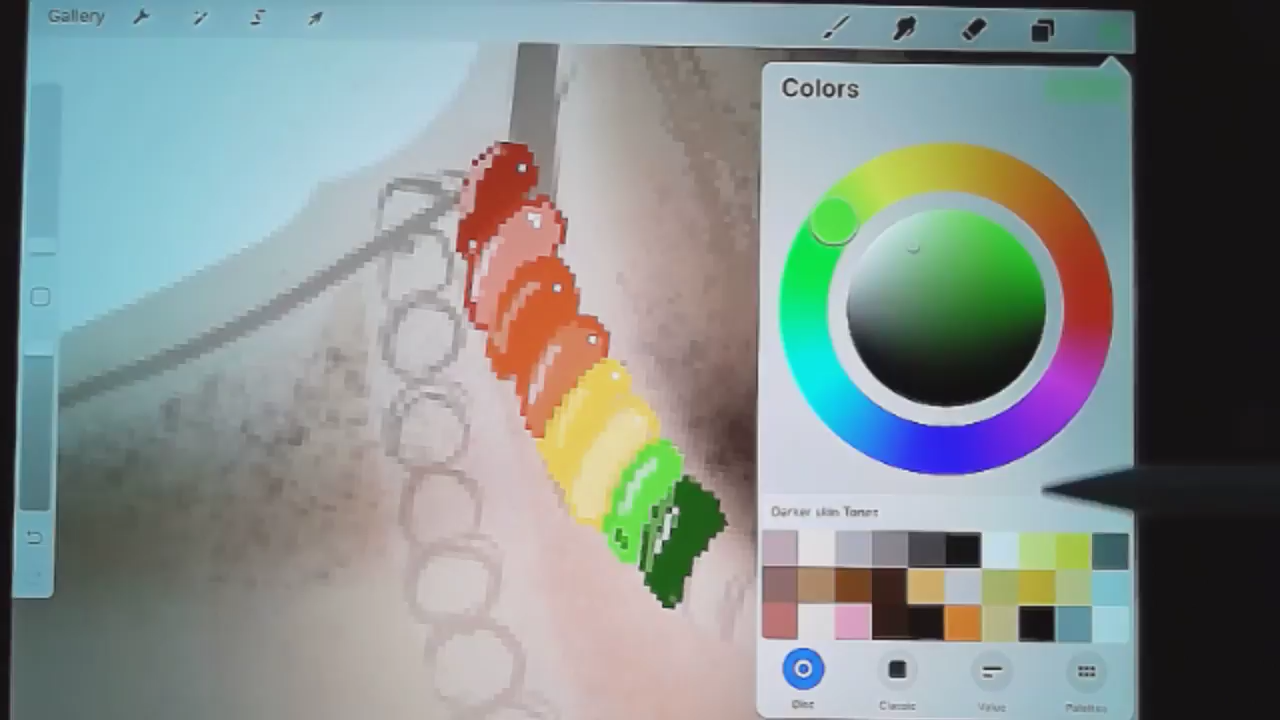 Gallery
Colors
Darker skin Tones
Disc
Classic
Value
Palettes